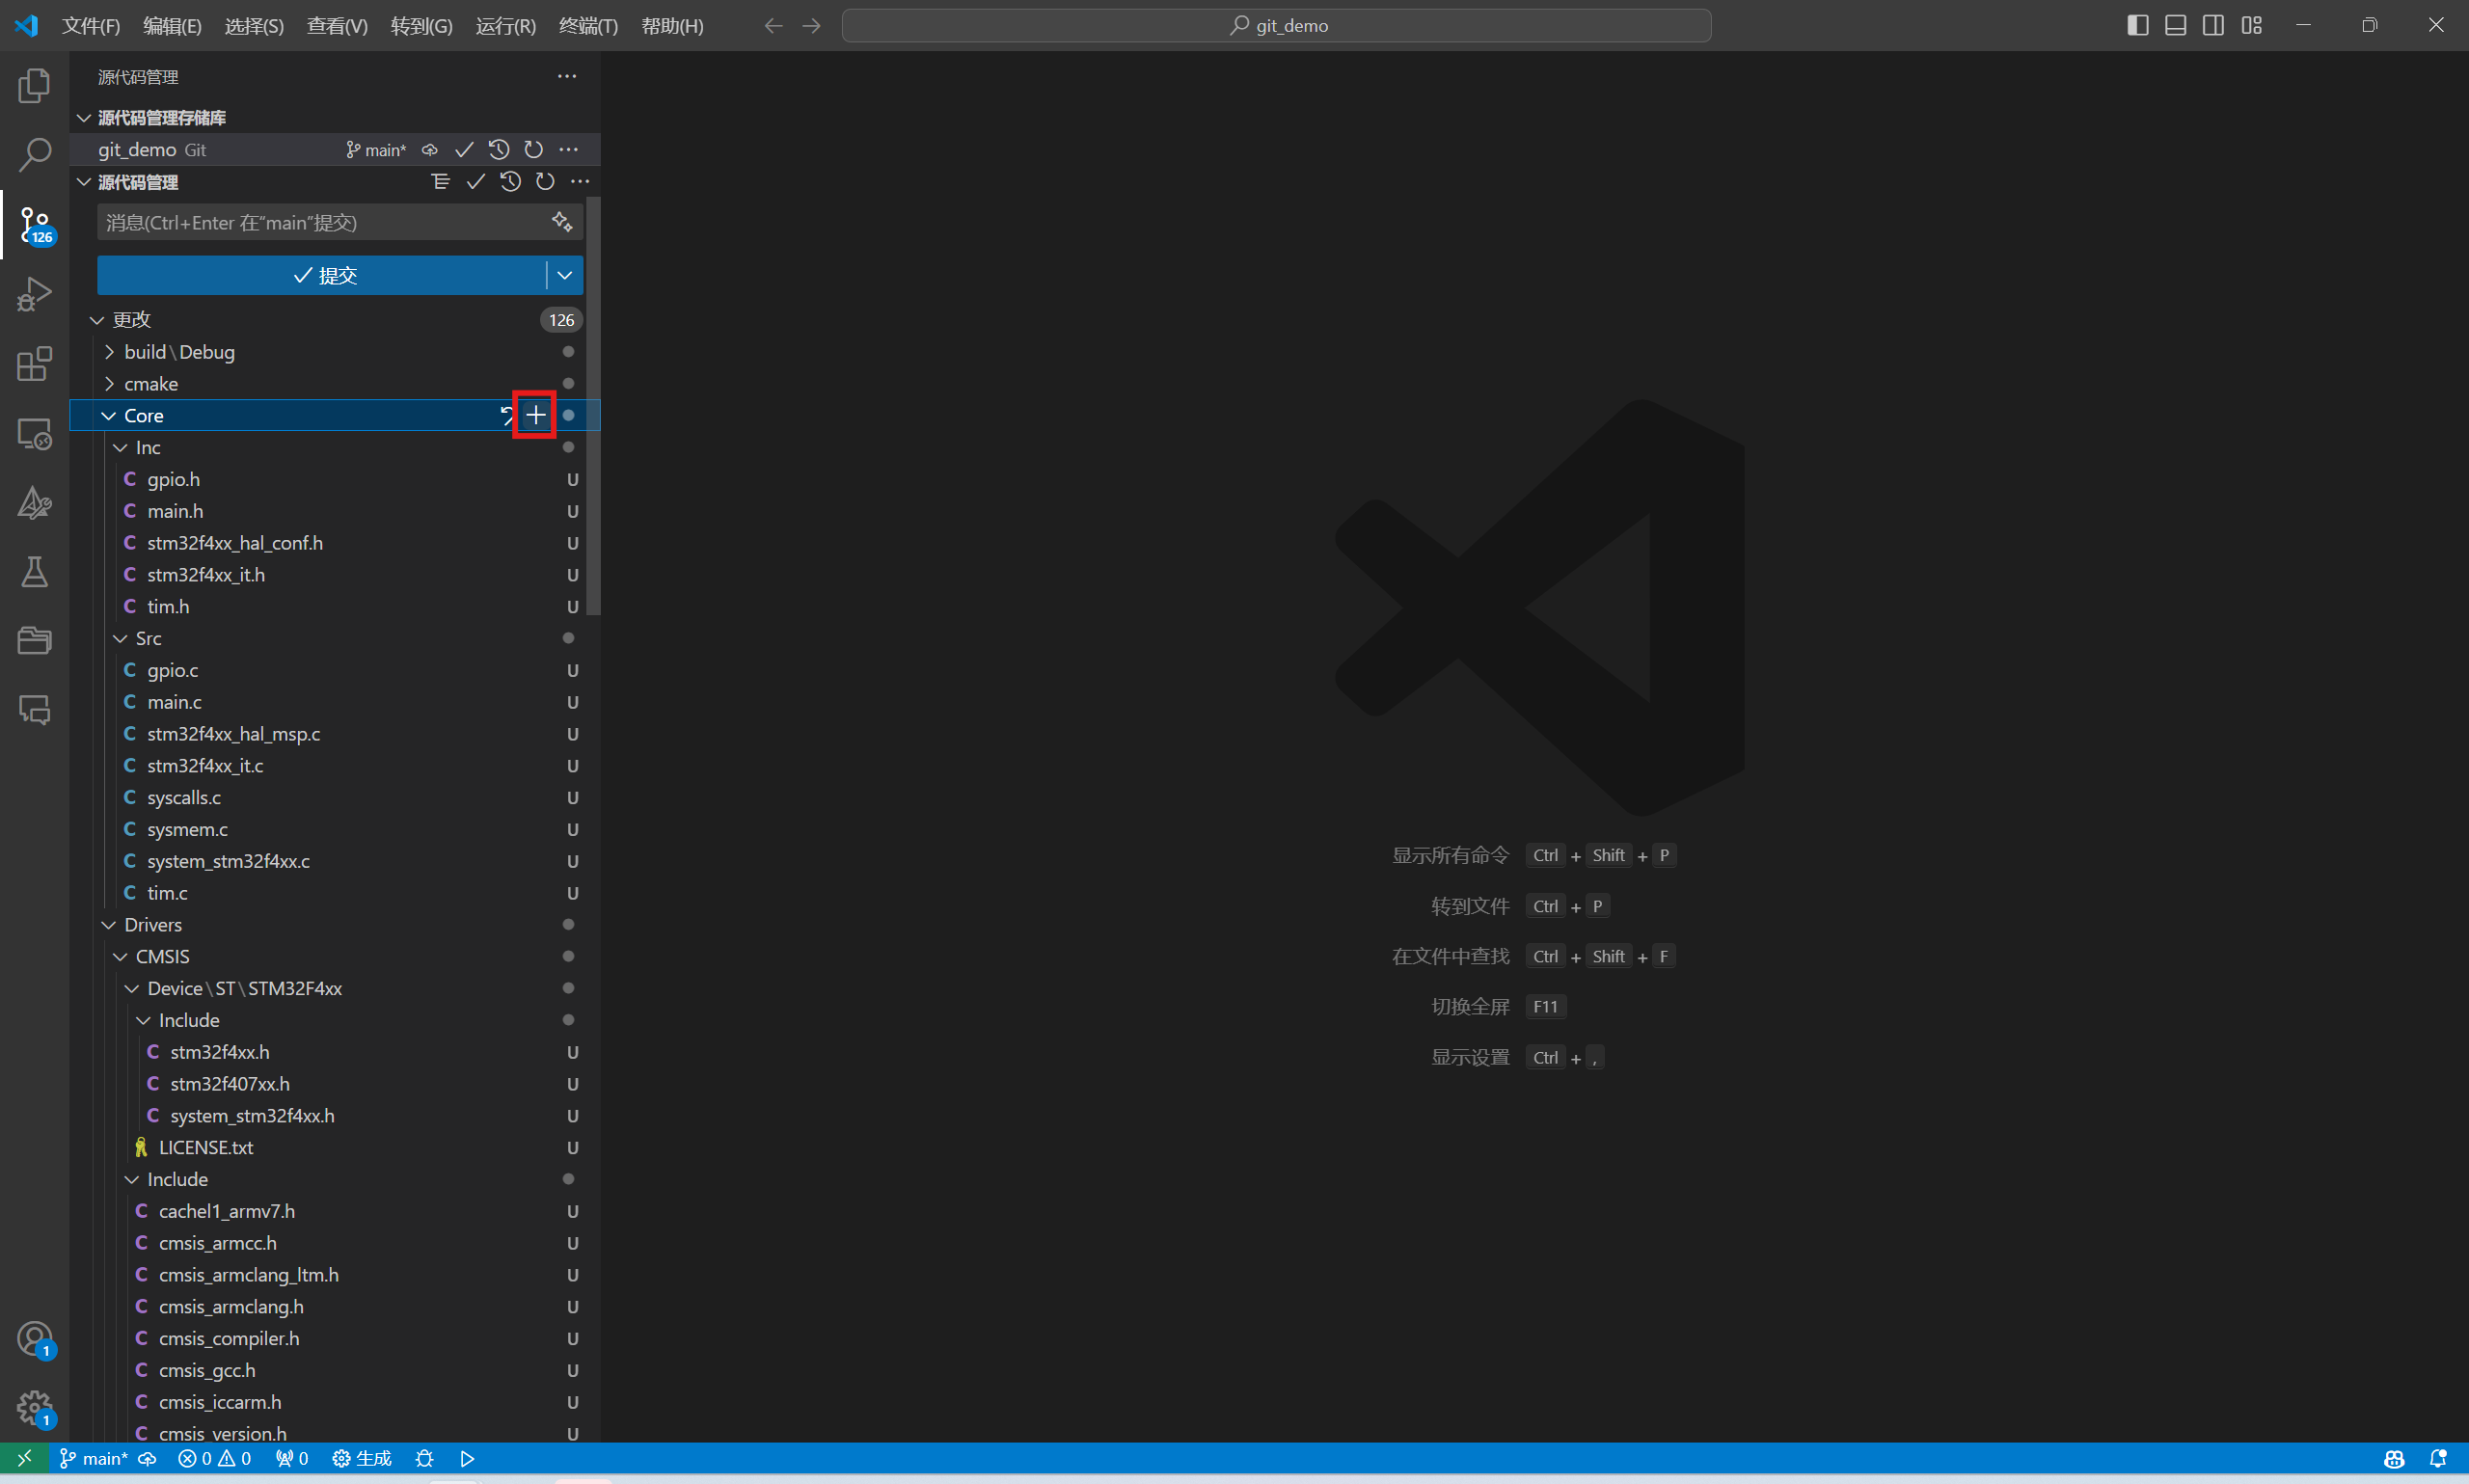 文件(F) 编辑(E) 选择(S) 查看(V) 转到(G) 运行(R) 终端(T) 帮助(H) git_demo
源代码管理
源代码管理存储库
git_demo Git main*
源代码管理
消息(Ctrl+Enter 在“main”提交)
126
提交
更改 126
build\Debug
cmake
Core
Inc
C gpio.h U
C main.h U
C stm32f4xx_hal_conf.h U
C stm32f4xx_it.h U
C tim.h U
Src
C gpio.c U
C main.c U
C stm32f4xx_hal_msp.c U
C stm32f4xx_it.c U
C syscalls.c U
C sysmem.c U
C system_stm32f4xx.c U
C tim.c U
Drivers
CMSIS
Device\ST\STM32F4xx
Include
C stm32f4xx.h U
C stm32f407xx.h U
C system_stm32f4xx.h U
LICENSE.txt U
Include
C cachel1_armv7.h U
C cmsis_armcc.h U
C cmsis_armclang_ltm.h U
C cmsis_armclang.h U
C cmsis_compiler.h U
C cmsis_gcc.h U
C cmsis_iccarm.h U
C cmsis_version.h U
显示所有命令 Ctrl + Shift + P
转到文件 Ctrl + P
在文件中查找 Ctrl + Shift + F
切换全屏 F11
显示设置 Ctrl + ,
1
1
main* 0 0 0 生成